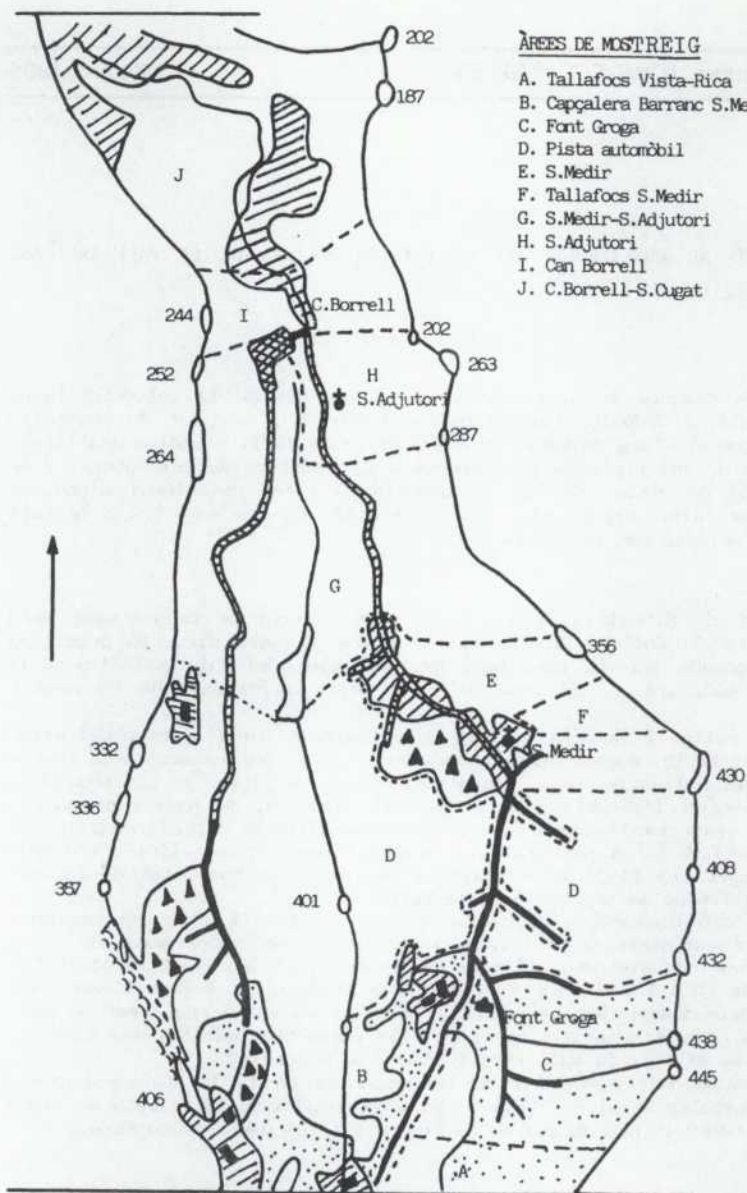 ÀREES DE MOSTREIG
A. Tallafocs Vista-Rica
B. Capçalera Barranc S.Me
C. Font Groga
D. Pista automòbil
E. S.Medir
F. Tallafocs S.Medir
G. S.Medir-S.Adjutori
H. S.Adjutori
I. Can Borrell
J. C.Borrell-S.Cugat
202
187
J
C.Borrell
244
I
202
252
263
H
S.Adjutori
264
287
G
356
E
F
S.Medir
332
430
336
D
408
357
D
401
432
Font Groga
438
C
445
B
406
A